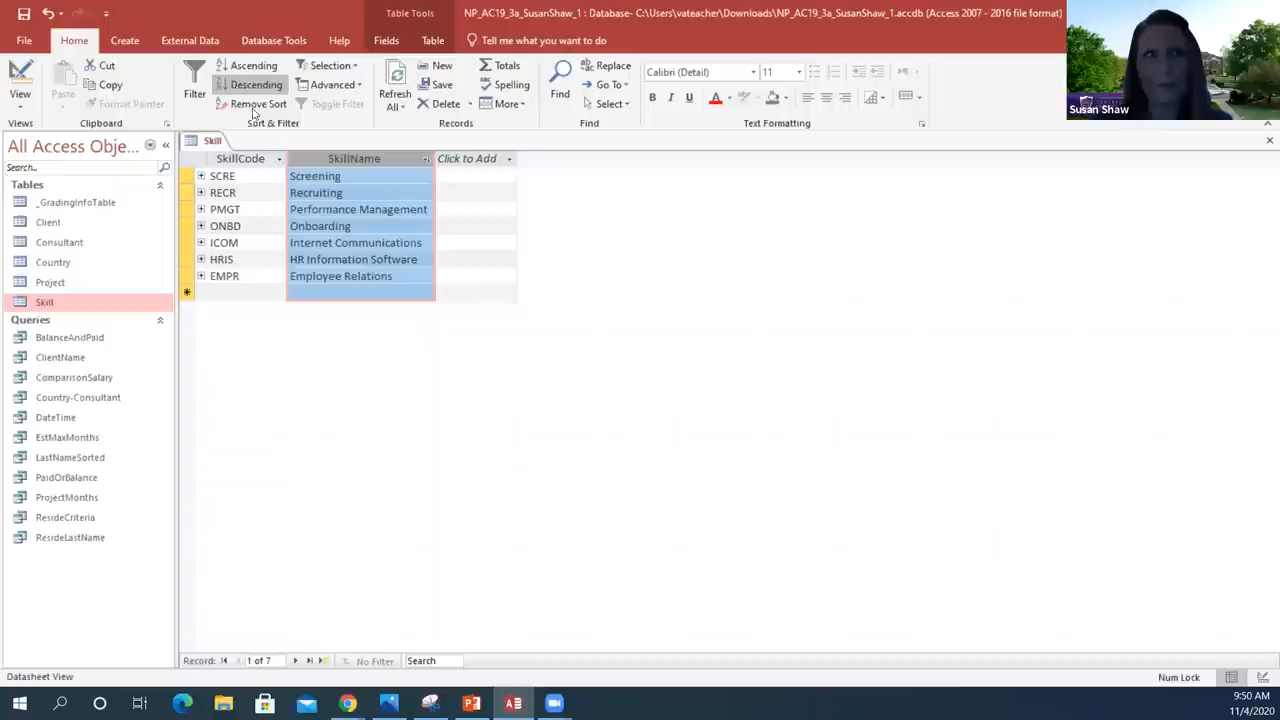 Table Tools
NP_AC19_3a_SusanShaw_1 : Database- C:\Users\vateacher\Downloads\NP_AC19_3a_SusanShaw_1.accdb (Access 2007 - 2016 file format)
File Home Create External Data Database Tools Help Fields Table Tell me what you want to do
View
Views
Paste
Cut
Copy
Format Painter
Clipboard
Filter
Ascending
Descending
Remove Sort
Selection
Advanced
Toggle Filter
Sort & Filter
Refresh
All
New
Save
Delete
Totals
Spelling
More
Records
Find
Replace
Go To
Select
Find
Calibri (Detail) 11
B I U A
Text Formatting
Susan Shaw
All Access Obje...
Search...
Tables
_GradingInfoTable
Client
Consultant
Country
Project
Skill
Queries
BalanceAndPaid
ClientName
ComparisonSalary
Country-Consultant
DateTime
EstMaxMonths
LastNameSorted
PaidOrBalance
ProjectMonths
ResideCriteria
ResideLastName
Skill
SkillCode SkillName Click to Add
SCRE Screening
RECR Recruiting
PMGT Performance Management
ONBD Onboarding
ICOM Internet Communications
HRIS HR Information Software
EMPR Employee Relations
Record: 1 of 7 No Filter Search
Datasheet View Num Lock
9:50 AM
11/4/2020